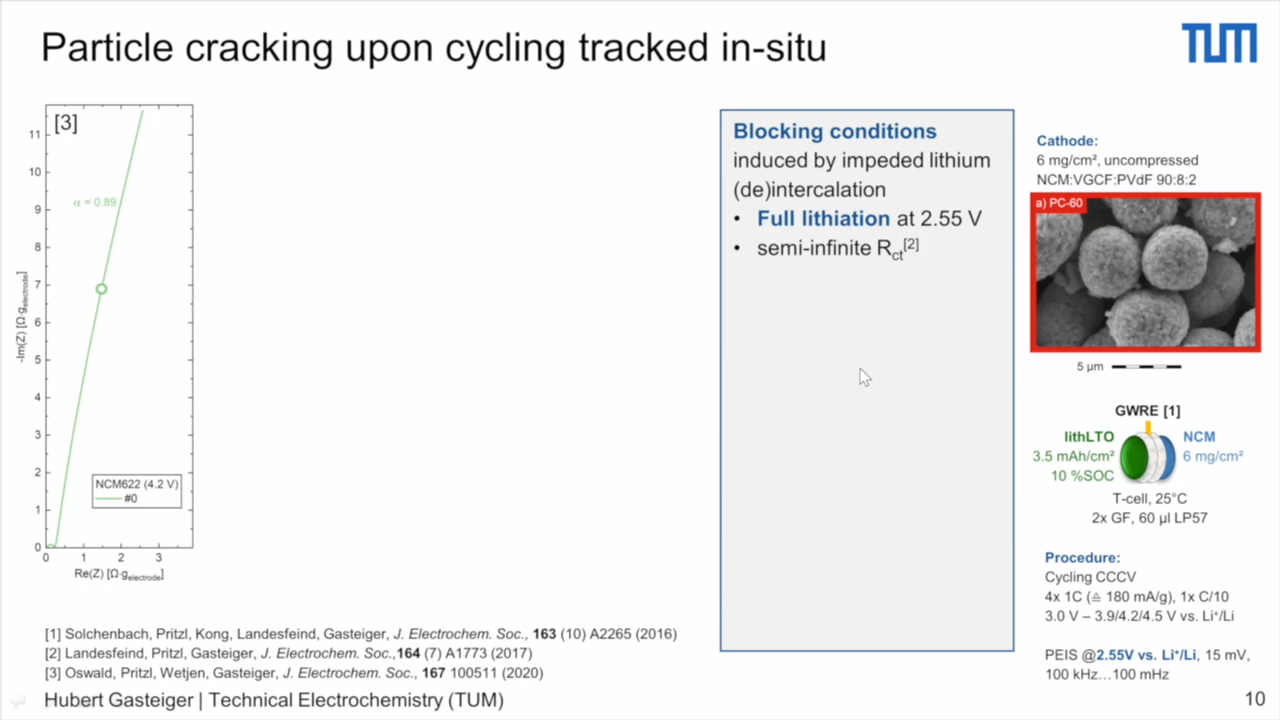 Particle cracking upon cycling tracked in-situ
TUM
[3]
11
10
9
8
7
6
5
4
3
2
1
0
α = 0.89
-Im(Z) [Ω·g_electrode]
NCM622 (4.2 V)
#0
0 1 2 3
Re(Z) [Ω·g_electrode]
Blocking conditions
induced by impeded lithium
(de)intercalation
• Full lithiation at 2.55 V
• semi-infinite R_ct^[2]
Cathode:
6 mg/cm², uncompressed
NCM:VGCF:PVdF 90:8:2
a) PC-60
5 µm
GWRE [1]
lithLTO
3.5 mAh/cm²
10 %SOC
NCM
6 mg/cm²
T-cell, 25°C
2x GF, 60 µl LP57
Procedure:
Cycling CCCV
4x 1C (≙ 180 mA/g), 1x C/10
3.0 V – 3.9/4.2/4.5 V vs. Li⁺/Li
PEIS @2.55V vs. Li⁺/Li, 15 mV,
100 kHz…100 mHz
[1] Solchenbach, Pritzl, Kong, Landesfeind, Gasteiger, J. Electrochem. Soc., 163 (10) A2265 (2016)
[2] Landesfeind, Pritzl, Gasteiger, J. Electrochem. Soc.,164 (7) A1773 (2017)
[3] Oswald, Pritzl, Wetjen, Gasteiger, J. Electrochem. Soc., 167 100511 (2020)
Hubert Gasteiger | Technical Electrochemistry (TUM)
10